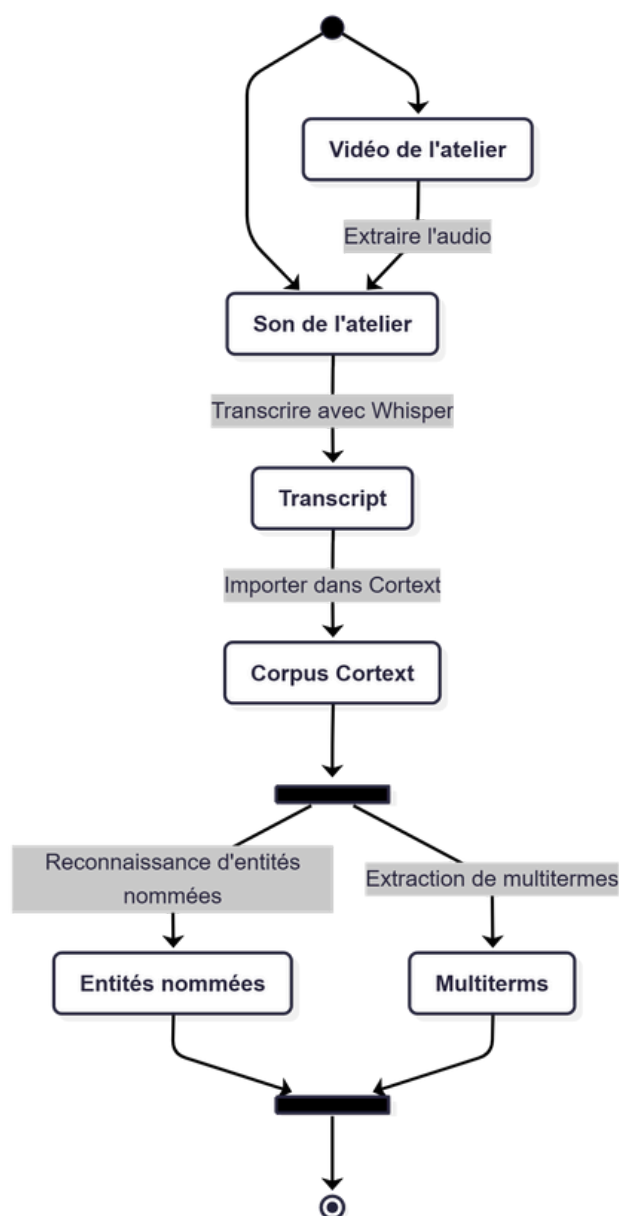 Vidéo de l'atelier
Extraire l'audio
Son de l'atelier
Transcrire avec Whisper
Transcript
Importer dans Cortext
Corpus Cortext
Reconnaissance d'entités
nommées
Extraction de multitermes
Entités nommées
Multiterms